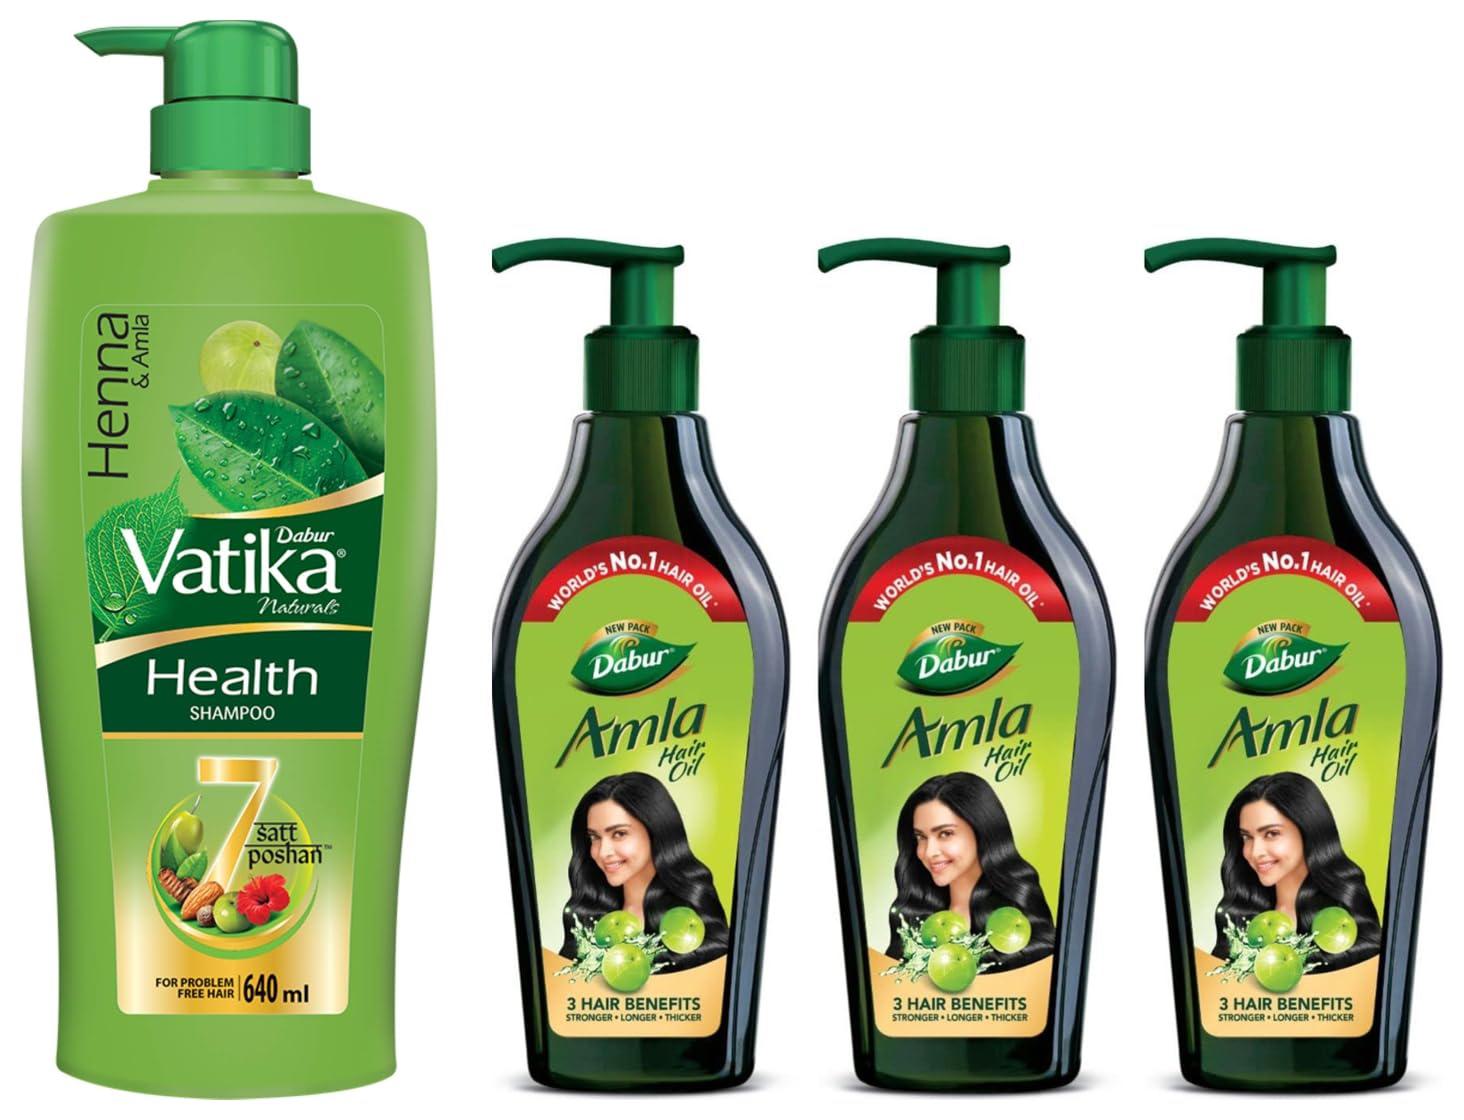 Henna
& Amla
Dabur
Vatika®
Naturals
Health
SHAMPOO
7
satt
poshan™
FOR PROBLEM
FREE HAIR
640 ml
WORLD'S No.1 HAIR OIL*
NEW PACK
Dabur®
Amla
Hair
Oil
3 HAIR BENEFITS
STRONGER • LONGER • THICKER
WORLD'S No.1 HAIR OIL*
NEW PACK
Dabur®
Amla
Hair
Oil
3 HAIR BENEFITS
STRONGER • LONGER • THICKER
WORLD'S No.1 HAIR OIL*
NEW PACK
Dabur®
Amla
Hair
Oil
3 HAIR BENEFITS
STRONGER • LONGER • THICKER